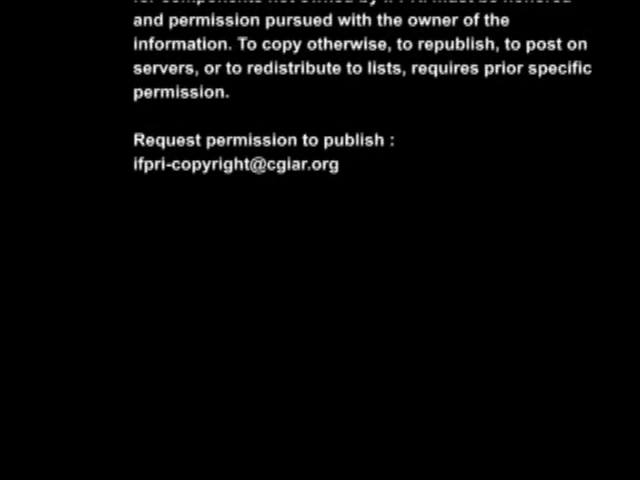 and permission pursued with the owner of the
information. To copy otherwise, to republish, to post on
servers, or to redistribute to lists, requires prior specific
permission.
Request permission to publish :
ifpri-copyright@cgiar.org